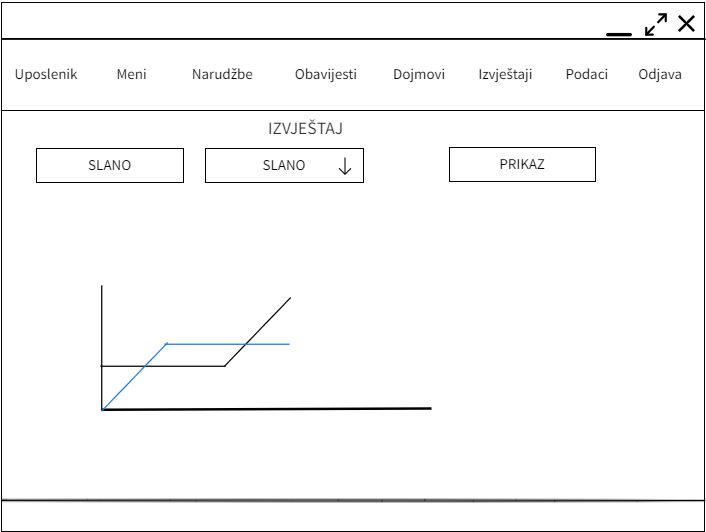 Uposlenik Meni Narudžbe Obavijesti Dojmovi Izvještaji Podaci Odjava
IZVJEŠTAJ
SLANO SLANO PRIKAZ